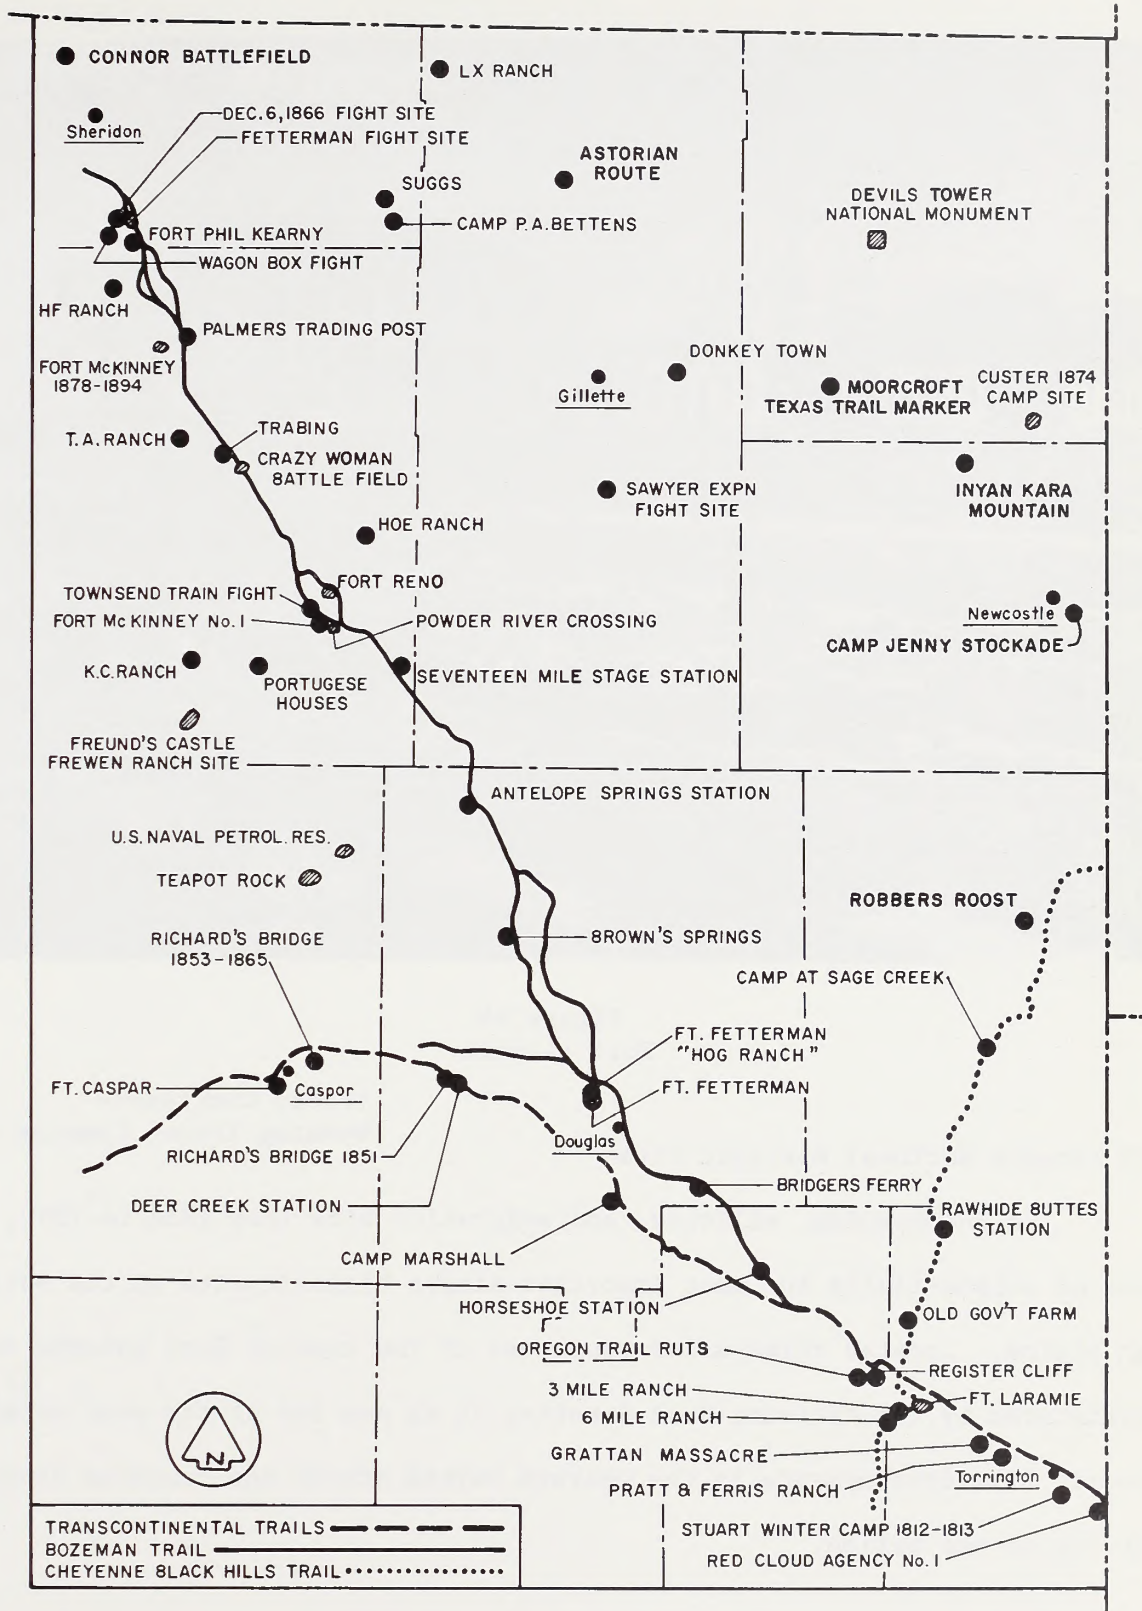 CONNOR BATTLEFIELD
LX RANCH
Sheridon
DEC. 6, 1866 FIGHT SITE
FETTERMAN FIGHT SITE
ASTORIAN
ROUTE
SUGGS
CAMP P.A. BETTENS
DEVILS TOWER
NATIONAL MONUMENT
FORT PHIL KEARNY
WAGON BOX FIGHT
HF RANCH
PALMERS TRADING POST
FORT McKINNEY
1878-1894
DONKEY TOWN
Gillette
MOORCROFT
TEXAS TRAIL MARKER
CUSTER 1874
CAMP SITE
T.A. RANCH
TRABING
CRAZY WOMAN
BATTLE FIELD
SAWYER EXPN
FIGHT SITE
INYAN KARA
MOUNTAIN
HOE RANCH
FORT RENO
TOWNSEND TRAIN FIGHT
FORT McKINNEY No. 1
POWDER RIVER CROSSING
Newcostle
CAMP JENNY STOCKADE
K.C. RANCH
PORTUGESE
HOUSES
SEVENTEEN MILE STAGE STATION
FREUND'S CASTLE
FREWEN RANCH SITE
ANTELOPE SPRINGS STATION
U.S. NAVAL PETROL. RES.
TEAPOT ROCK
ROBBERS ROOST
RICHARD'S BRIDGE
1853-1865
BROWN'S SPRINGS
CAMP AT SAGE CREEK
FT. FETTERMAN
"HOG RANCH"
FT. CASPAR
Caspor
FT. FETTERMAN
Douglas
RICHARD'S BRIDGE 1851
DEER CREEK STATION
BRIDGERS FERRY
RAWHIDE BUTTES
STATION
CAMP MARSHALL
HORSESHOE STATION
OLD GOV'T FARM
OREGON TRAIL RUTS
REGISTER CLIFF
3 MILE RANCH
FT. LARAMIE
6 MILE RANCH
GRATTAN MASSACRE
PRATT & FERRIS RANCH
Torrington
STUART WINTER CAMP 1812-1813
RED CLOUD AGENCY No. 1
N
TRANSCONTINENTAL TRAILS
BOZEMAN TRAIL
CHEYENNE BLACK HILLS TRAIL